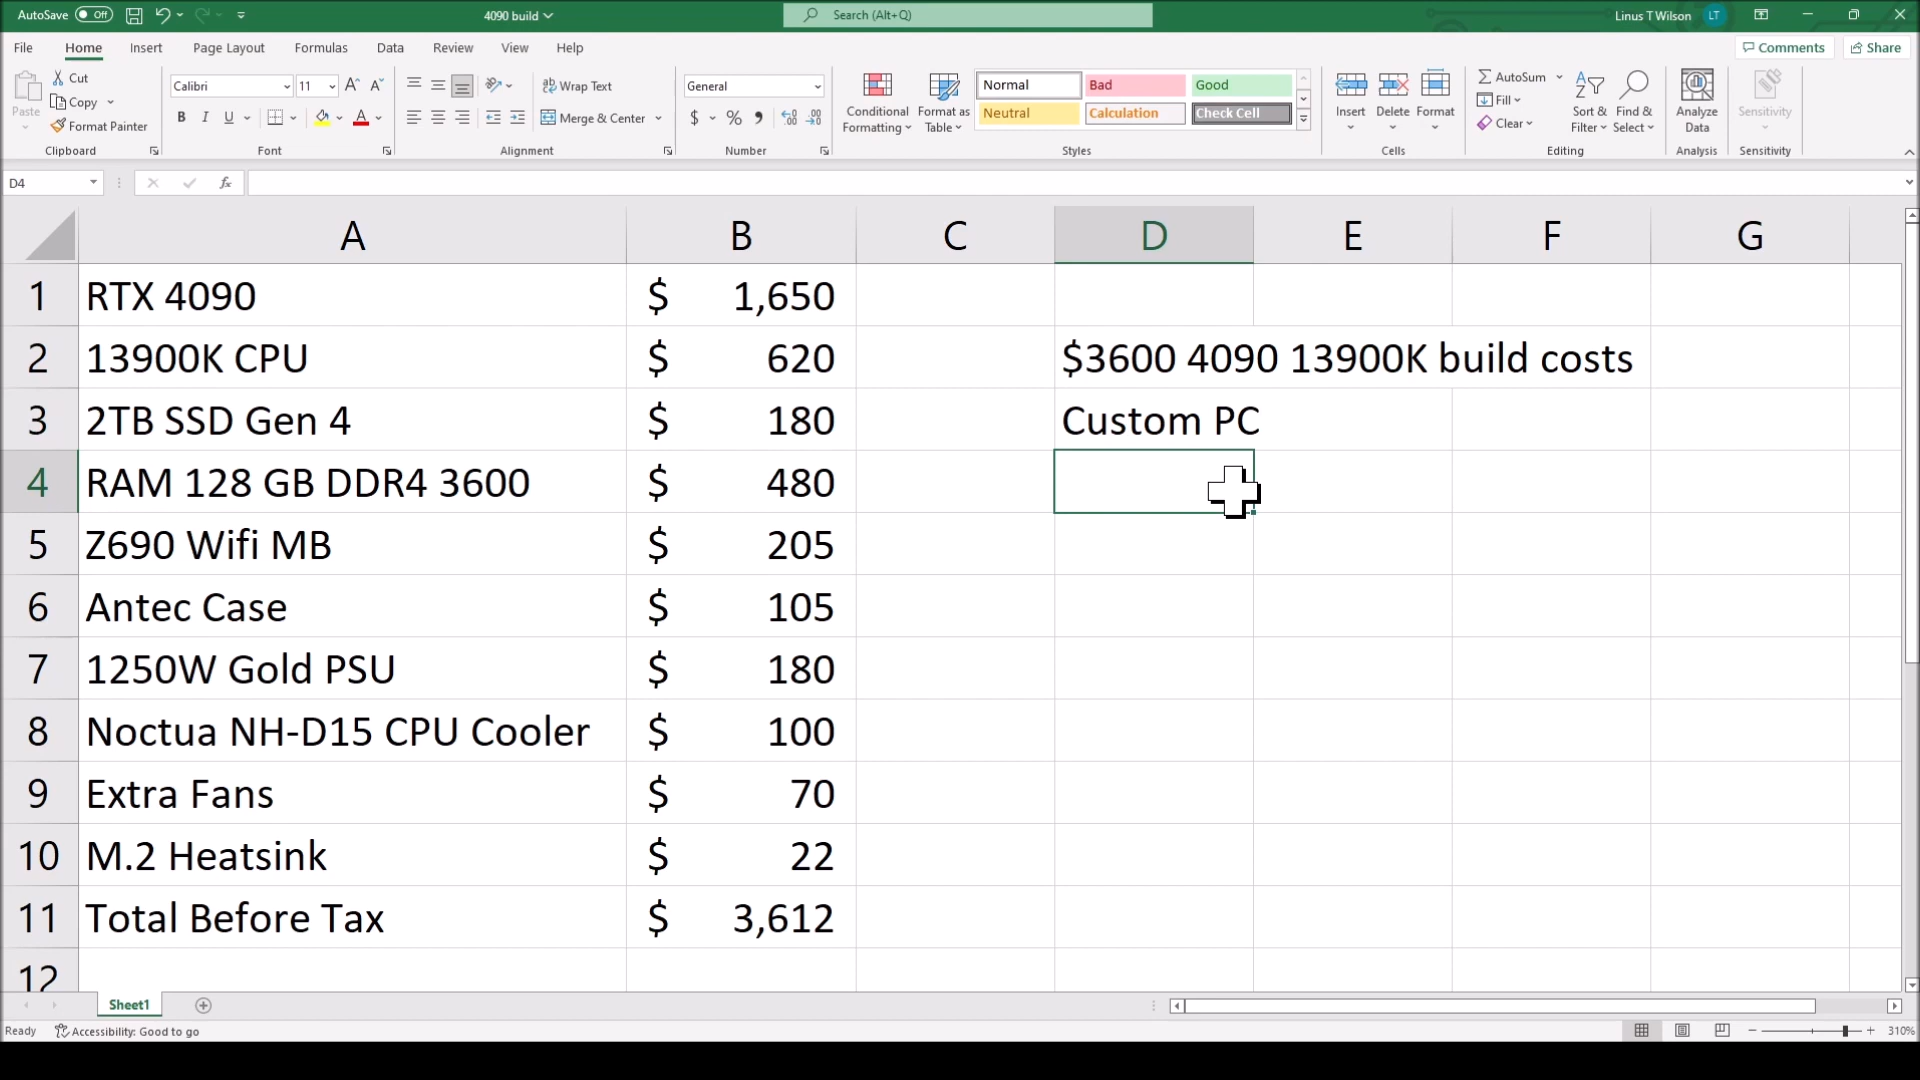 AutoSave Off 4090 build Search (Alt+Q) Linus T Wilson LT
File Home Insert Page Layout Formulas Data Review View Help Comments Share
Paste Cut Copy Format Painter Clipboard
Calibri 11 A A B I U A Font
Wrap Text Merge & Center Alignment
General $ % Number
Conditional Formatting Format as Table Normal Bad Good Neutral Calculation Check Cell Styles
Insert Delete Format Cells
AutoSum Fill Clear Sort & Filter Find & Select Editing
Analyze Data Analysis
Sensitivity Sensitivity
D4 fx
A B C D E F G
1 RTX 4090 $ 1,650
2 13900K CPU $ 620 $3600 4090 13900K build costs
3 2TB SSD Gen 4 $ 180 Custom PC
4 RAM 128 GB DDR4 3600 $ 480
5 Z690 Wifi MB $ 205
6 Antec Case $ 105
7 1250W Gold PSU $ 180
8 Noctua NH-D15 CPU Cooler $ 100
9 Extra Fans $ 70
10 M.2 Heatsink $ 22
11 Total Before Tax $ 3,612
12
Sheet1
Ready Accessibility: Good to go 310%